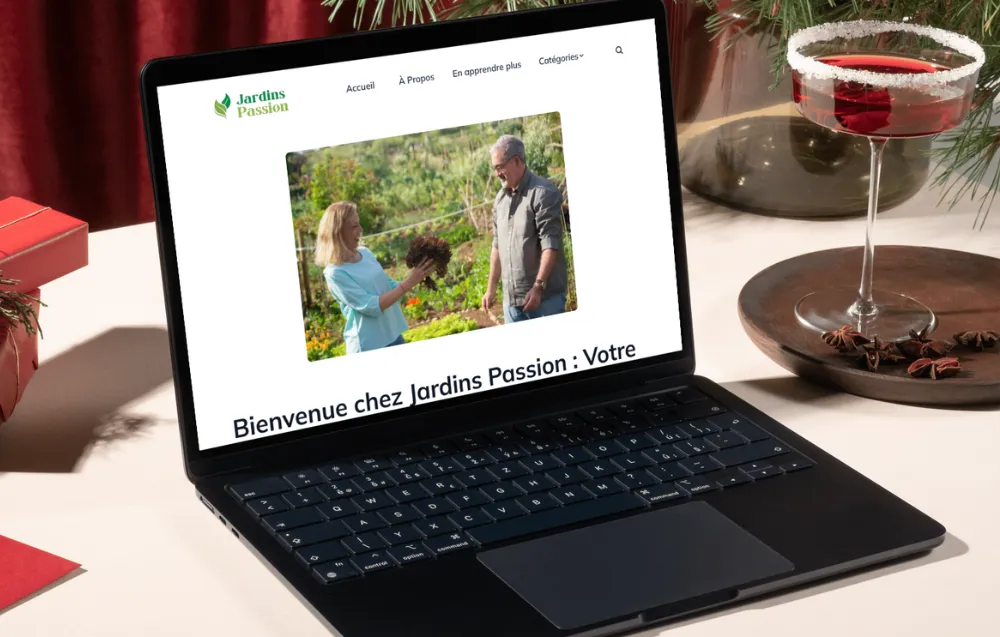 Jardins
Passion
Accueil
À Propos
En apprendre plus
Catégories
Bienvenue chez Jardins Passion : Votre
Q W E R T Z U I O P
A S D F G H J K L
Y X C V B N M
fn control option command
command option